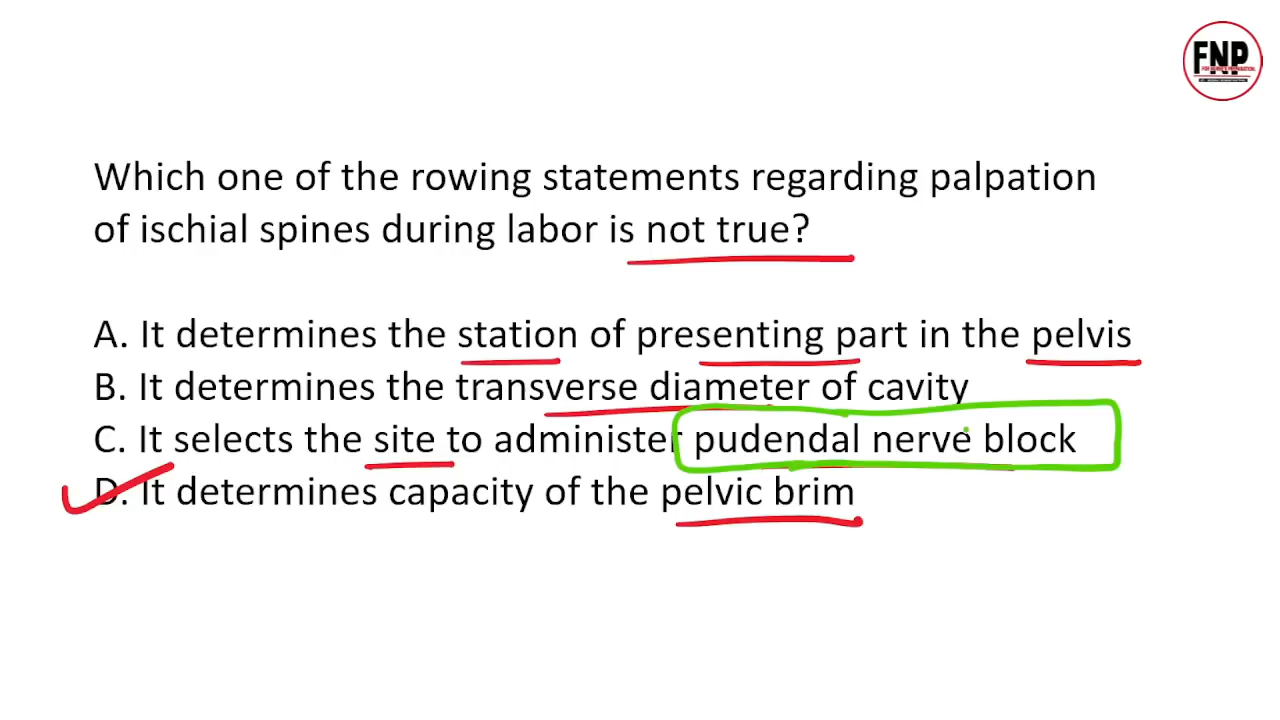 FNP
Which one of the rowing statements regarding palpation
of ischial spines during labor is not true?
A. It determines the station of presenting part in the pelvis
B. It determines the transverse diameter of cavity
C. It selects the site to administer pudendal nerve block
D. It determines capacity of the pelvic brim